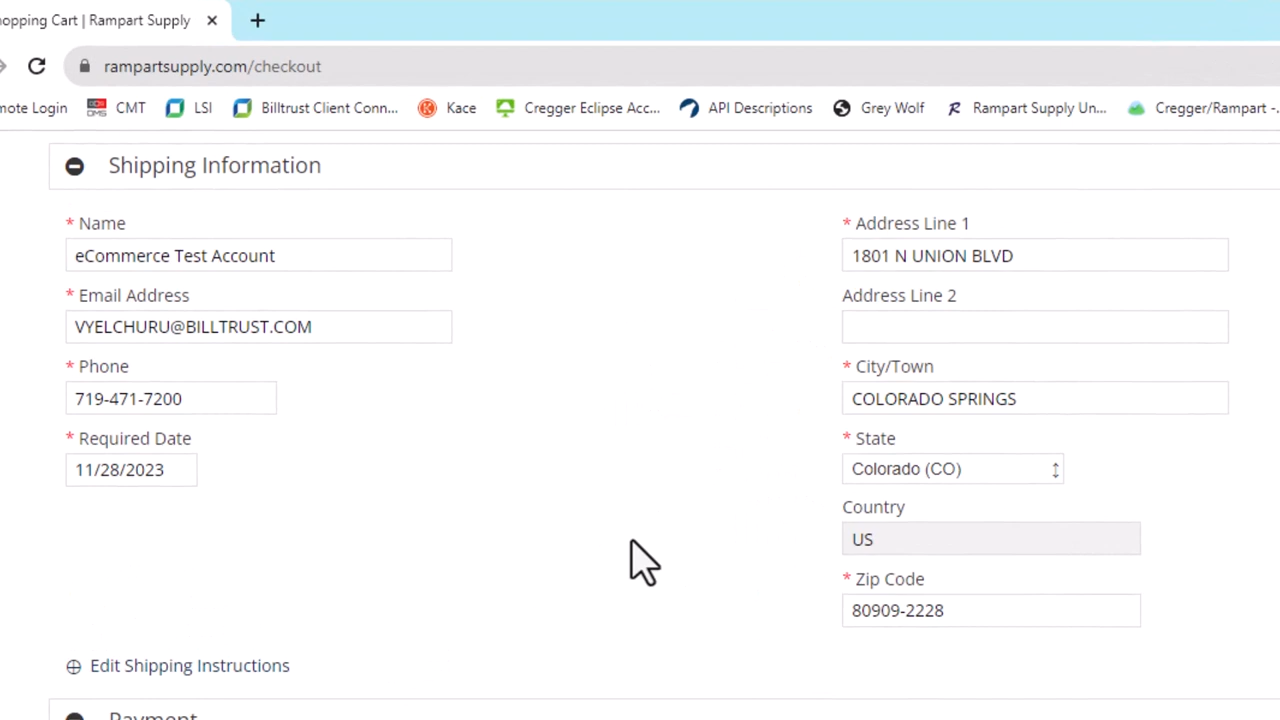 hopping Cart | Rampart Supply
rampartsupply.com/checkout
mote Login CMT LSI Billtrust Client Conn... Kace Cregger Eclipse Acc... API Descriptions Grey Wolf Rampart Supply Un... Cregger/Rampart -.
Shipping Information
* Name
eCommerce Test Account
* Email Address
VYELCHURU@BILLTRUST.COM
* Phone
719-471-7200
* Required Date
11/28/2023
* Address Line 1
1801 N UNION BLVD
Address Line 2
* City/Town
COLORADO SPRINGS
* State
Colorado (CO)
Country
US
* Zip Code
80909-2228
Edit Shipping Instructions
Payment